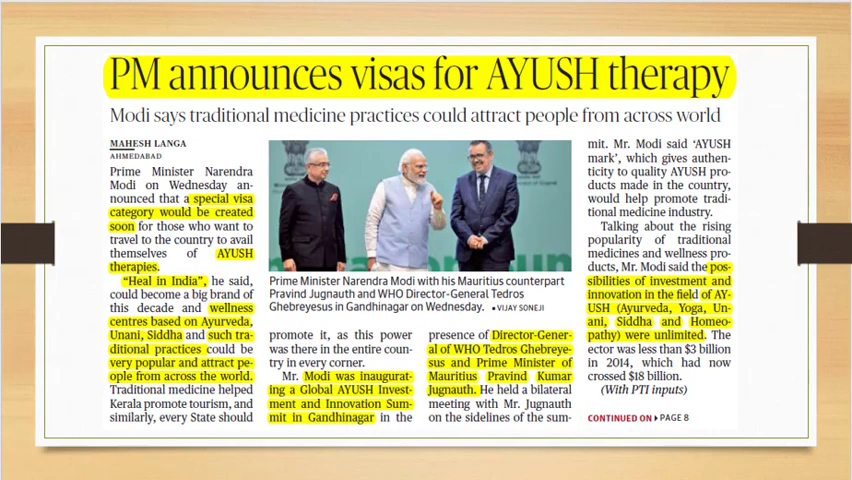 PM announces visas for AYUSH therapy
Modi says traditional medicine practices could attract people from across world
MAHESH LANGA
AHMEDABAD
Prime Minister Narendra
Modi on Wednesday an-
nounced that a special visa
category would be created
soon for those who want to
travel to the country to avail
themselves of AYUSH
therapies.
“Heal in India”, he said,
could become a big brand of
this decade and wellness
centres based on Ayurveda,
Unani, Siddha and such tra-
ditional practices could be
very popular and attract pe-
ople from across the world.
Traditional medicine helped
Kerala promote tourism, and
similarly, every State should
Prime Minister Narendra Modi with his Mauritius counterpart
Pravind Jugnauth and WHO Director-General Tedros
Ghebreyesus in Gandhinagar on Wednesday. ▪ VIJAY SONEJI
promote it, as this power
was there in the entire coun-
try in every corner.
Mr. Modi was inaugurat-
ing a Global AYUSH Invest-
ment and Innovation Sum-
mit in Gandhinagar in the
presence of Director-Gener-
al of WHO Tedros Ghebreye-
sus and Prime Minister of
Mauritius Pravind Kumar
Jugnauth. He held a bilateral
meeting with Mr. Jugnauth
on the sidelines of the sum-
mit. Mr. Modi said ‘AYUSH
mark’, which gives authen-
ticity to quality AYUSH pro-
ducts made in the country,
would help promote tradi-
tional medicine industry.
Talking about the rising
popularity of traditional
medicines and wellness pro-
ducts, Mr. Modi said the pos-
sibilities of investment and
innovation in the field of AY-
USH (Ayurveda, Yoga, Un-
ani, Siddha and Homeo-
pathy) were unlimited. The
ector was less than $3 billion
in 2014, which had now
crossed $18 billion.
(With PTI inputs)
CONTINUED ON ▸ PAGE 8